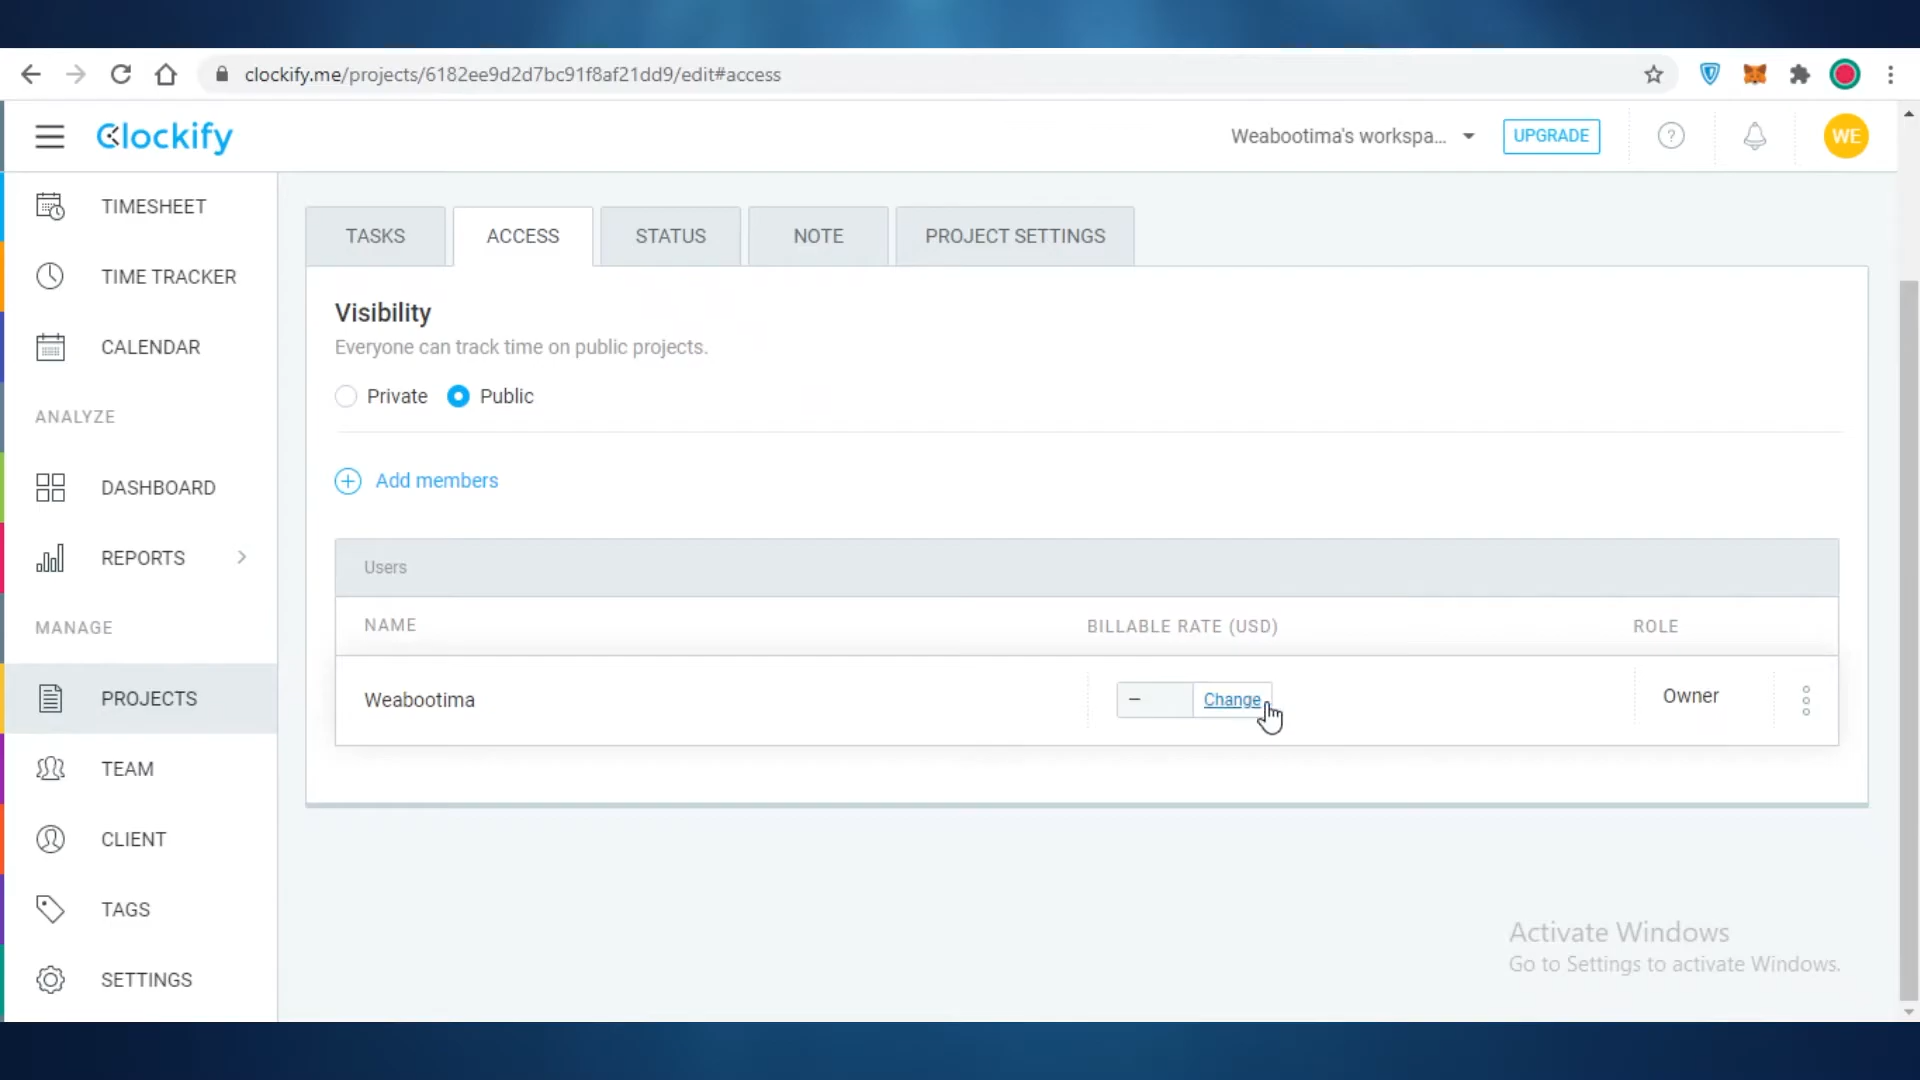 clockify.me/projects/6182ee9d2d7bc91f8af21dd9/edit#access
Clockify
Weabootima's workspa...
UPGRADE
?
WE
TIMESHEET
TIME TRACKER
CALENDAR
ANALYZE
DASHBOARD
REPORTS
MANAGE
PROJECTS
TEAM
CLIENT
TAGS
SETTINGS
TASKS
ACCESS
STATUS
NOTE
PROJECT SETTINGS
Visibility
Everyone can track time on public projects.
Private
Public
Add members
Users
NAME
BILLABLE RATE (USD)
ROLE
Weabootima
– Change
Owner
Activate Windows
Go to Settings to activate Windows.